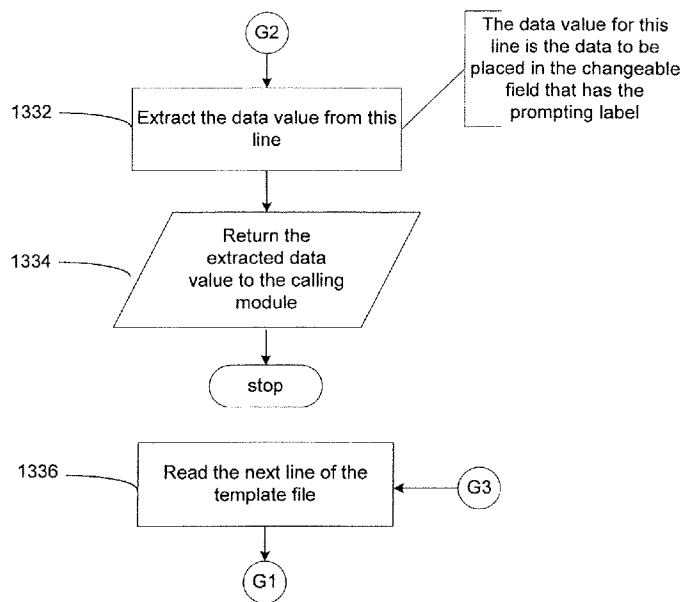 G2
The data value for this
line is the data to be
placed in the changeable
field that has the
prompting label
1332
Extract the data value from this
line
1334
Return the
extracted data
value to the calling
module
stop
1336
Read the next line of the
template file
G3
G1